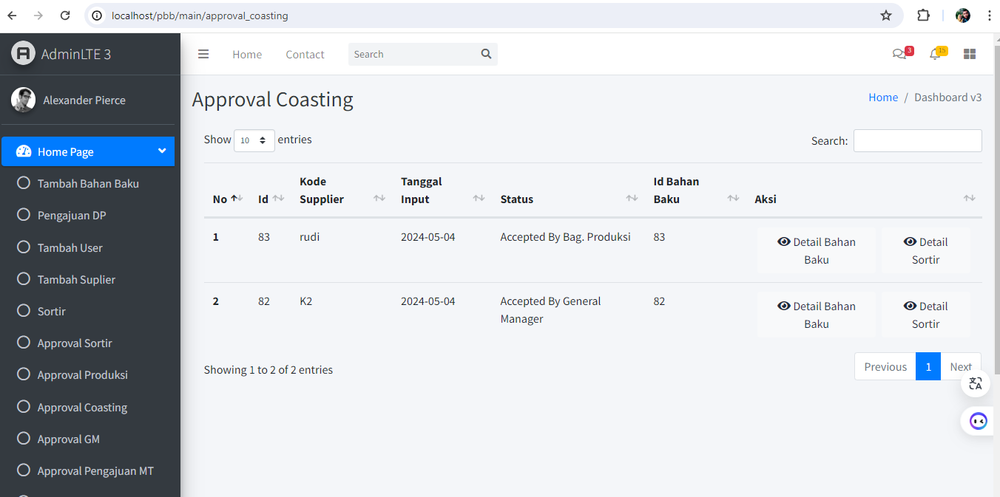 localhost/pbb/main/approval_coasting
AdminLTE 3
Home Contact Search 3 15
Alexander Pierce
Home Page
Tambah Bahan Baku
Pengajuan DP
Tambah User
Tambah Suplier
Sortir
Approval Sortir
Approval Produksi
Approval Coasting
Approval GM
Approval Pengajuan MT
Approval Coasting
Home / Dashboard v3
Show 10 entries
Search:
No Id Kode Supplier Tanggal Input Status Id Bahan Baku Aksi
1 83 rudi 2024-05-04 Accepted By Bag. Produksi 83 Detail Bahan Baku Detail Sortir
2 82 K2 2024-05-04 Accepted By General Manager 82 Detail Bahan Baku Detail Sortir
Showing 1 to 2 of 2 entries
Previous 1 Next